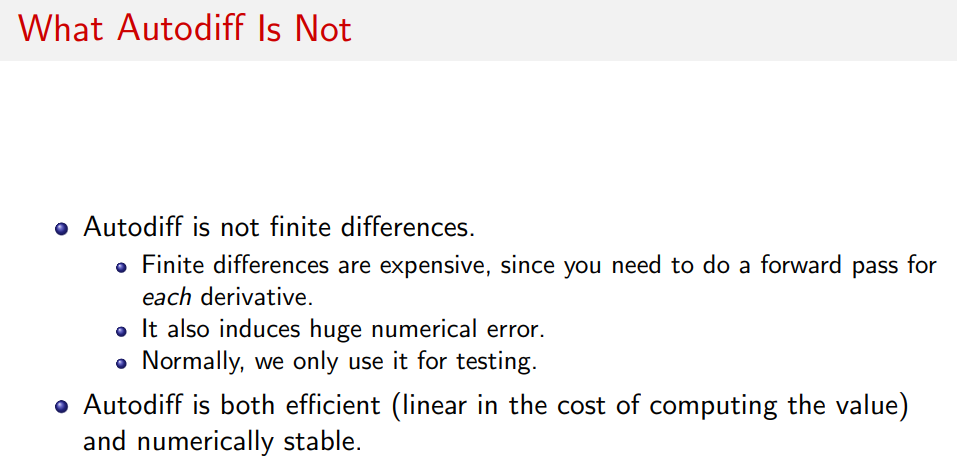 What Autodiff Is Not
Autodiff is not finite differences.
Finite differences are expensive, since you need to do a forward pass for
each derivative.
It also induces huge numerical error.
Normally, we only use it for testing.
Autodiff is both efficient (linear in the cost of computing the value)
and numerically stable.